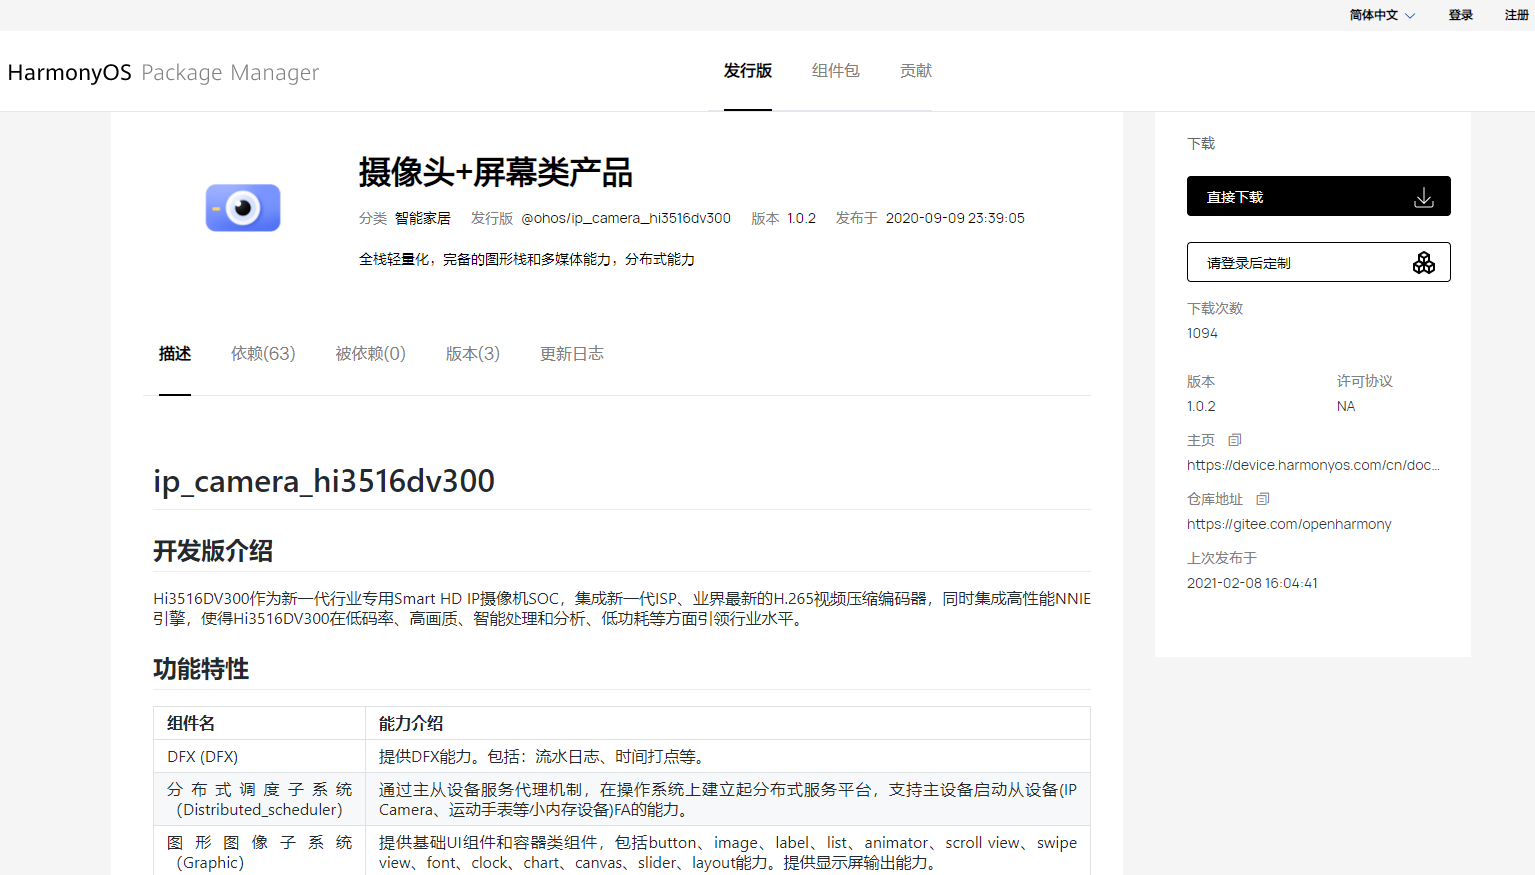 简体中文 登录 注册
HarmonyOS Package Manager 发行版 组件包 贡献
摄像头+屏幕类产品
分类 智能家居 发行版 @ohos/ip_camera_hi3516dv300 版本 1.0.2 发布于 2020-09-09 23:39:05
全栈轻量化，完备的图形栈和多媒体能力，分布式能力
描述 依赖(63) 被依赖(0) 版本(3) 更新日志
ip_camera_hi3516dv300
开发版介绍
Hi3516DV300作为新一代行业专用Smart HD IP摄像机SOC，集成新一代ISP、业界最新的H.265视频压缩编码器，同时集成高性能NNIE
引擎，使得Hi3516DV300在低码率、高画质、智能处理和分析、低功耗等方面引领行业水平。
功能特性
组件名 能力介绍
DFX (DFX) 提供DFX能力。包括：流水日志、时间打点等。
分布式调度子系统
（Distributed_scheduler)
通过主从设备服务代理机制，在操作系统上建立起分布式服务平台，支持主设备启动从设备(IP
Camera、运动手表等小内存设备)FA的能力。
图形图像子系统
（Graphic)
提供基础UI组件和容器类组件，包括button、image、label、list、animator、scroll view、swipe
view、font、clock、chart、canvas、slider、layout能力。提供显示屏输出能力。
下载
直接下载
请登录后定制
下载次数
1094
版本 许可协议
1.0.2 NA
主页
https://device.harmonyos.com/cn/doc...
仓库地址
https://gitee.com/openharmony
上次发布于
2021-02-08 16:04:41